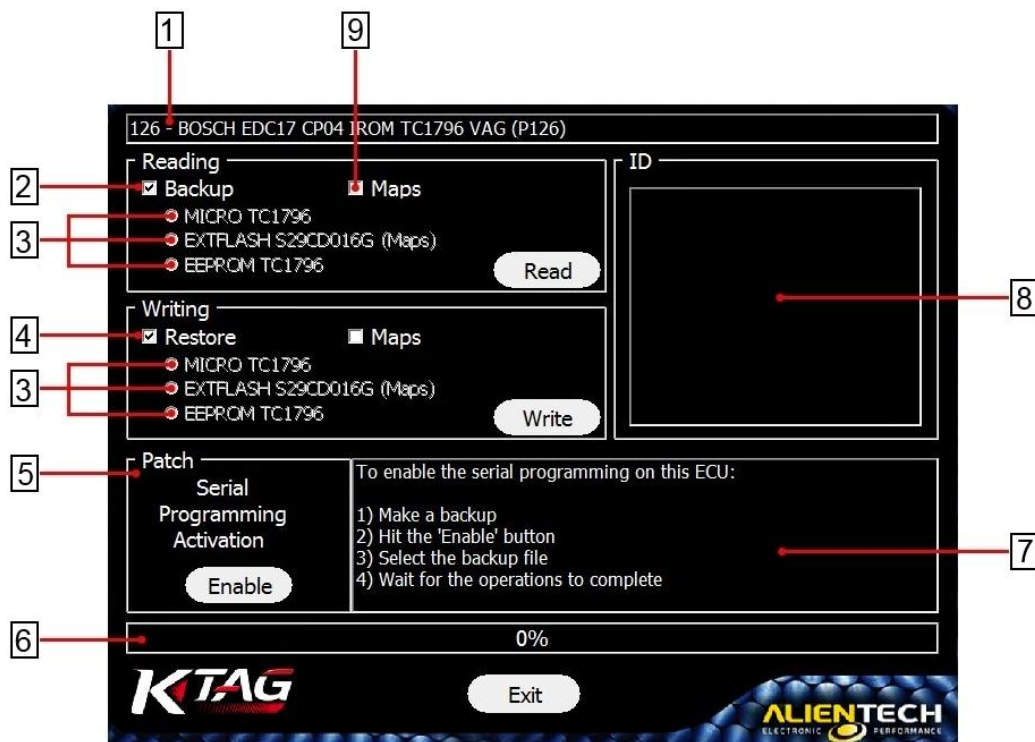 1
9
126 - BOSCH EDC17 CP04 IROM TC1796 VAG (P126)
Reading
ID
2
Backup
Maps
MICRO TC1796
3
EXTFLASH S29CD016G (Maps)
EEPROM TC1796
Read
8
Writing
4
Restore
Maps
MICRO TC1796
3
EXTFLASH S29CD016G (Maps)
EEPROM TC1796
Write
5
Patch
Serial
Programming
Activation
Enable
To enable the serial programming on this ECU:
1) Make a backup
2) Hit the 'Enable' button
3) Select the backup file
4) Wait for the operations to complete
7
6
0%
KTAG
Exit
ALIENTECH
ELECTRONIC PERFORMANCE